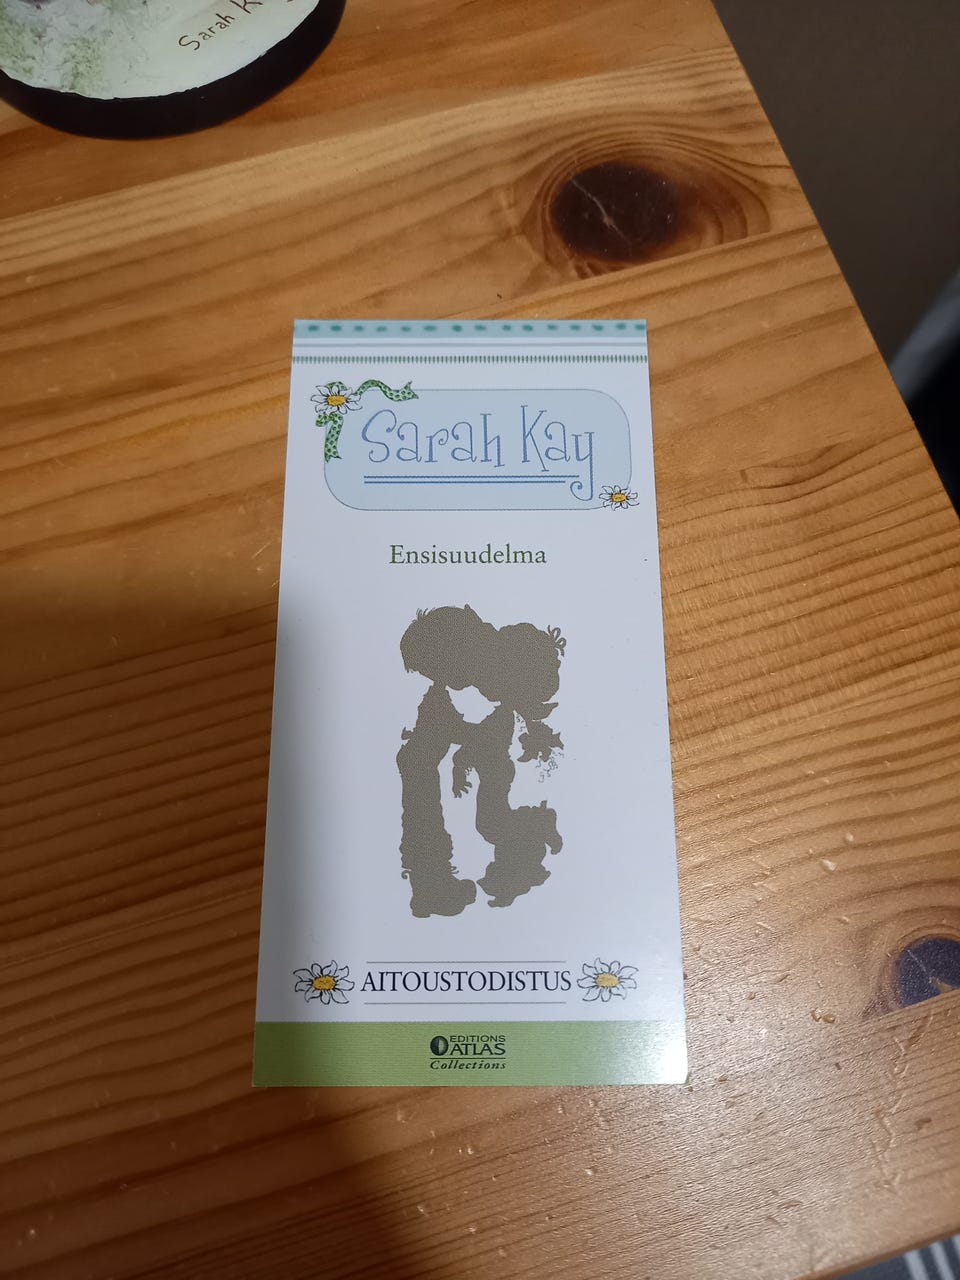 Sarah K
Sarah Kay
Ensisuudelma
AITOUSTODISTUS
EDITIONS
ATLAS
Collections